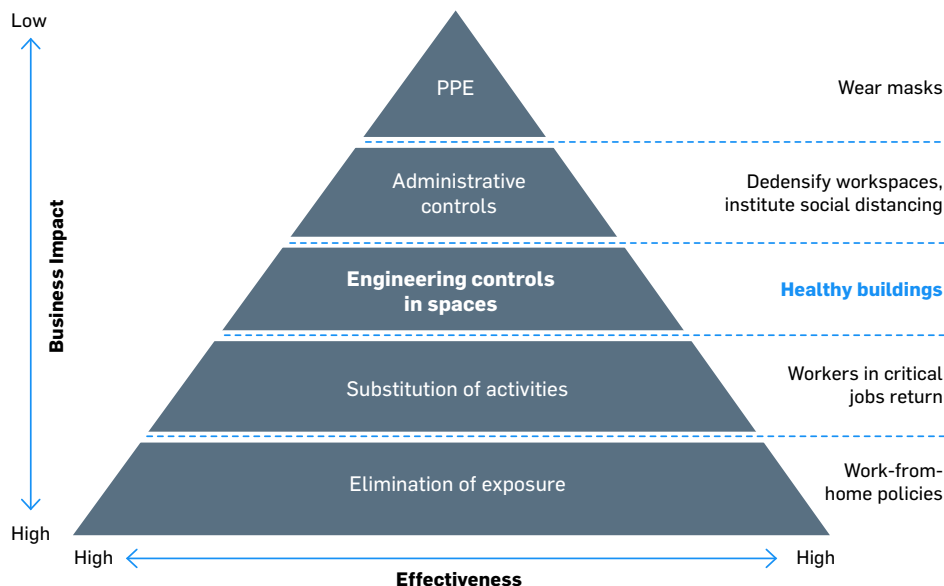 Low
PPE
Wear masks
Administrative
controls
Dedensify workspaces,
institute social distancing
Business Impact
Engineering controls
in spaces
Healthy buildings
Substitution of activities
Workers in critical
jobs return
Elimination of exposure
Work-from-
home policies
High
High
High
Effectiveness